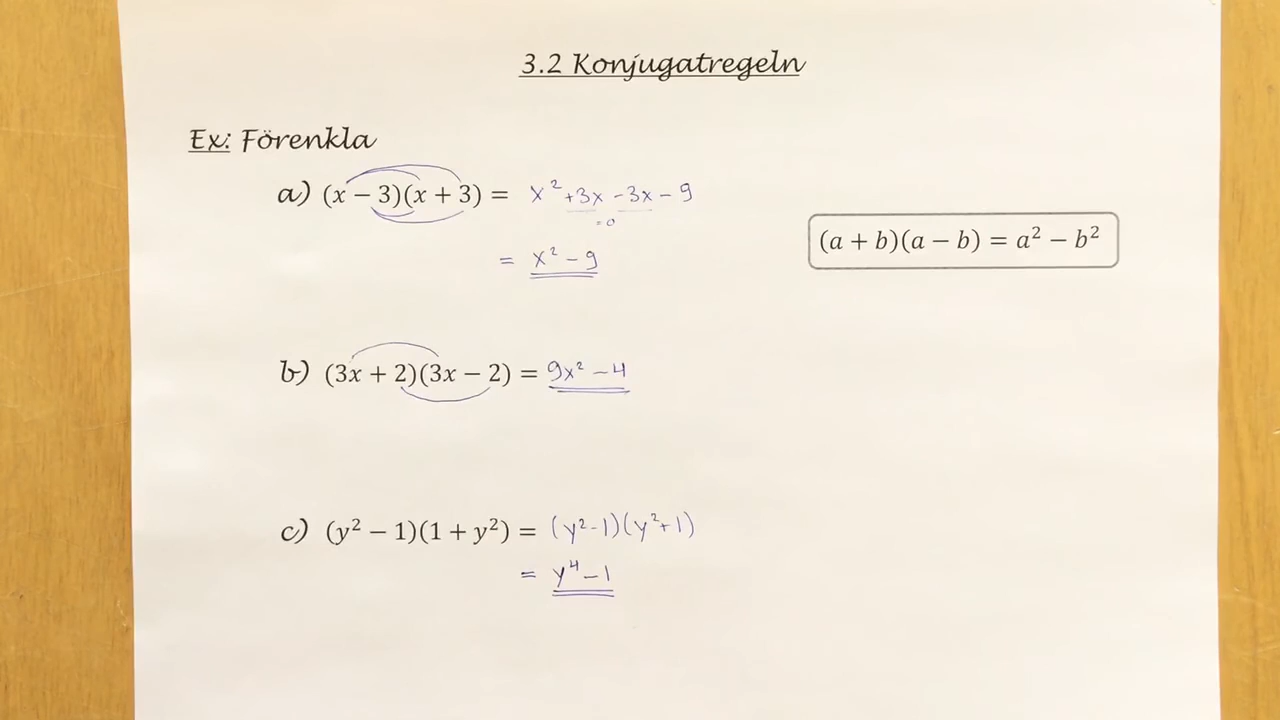 3.2 Konjugatregeln
Ex: Förenkla
a) (x − 3)(x + 3) = x² +3x −3x − 9
= 0
= x² − 9
(a + b)(a − b) = a² − b²
b) (3x + 2)(3x − 2) = 9x² − 4
c) (y² − 1)(1 + y²) = (y²−1)(y²+1)
= y⁴ − 1